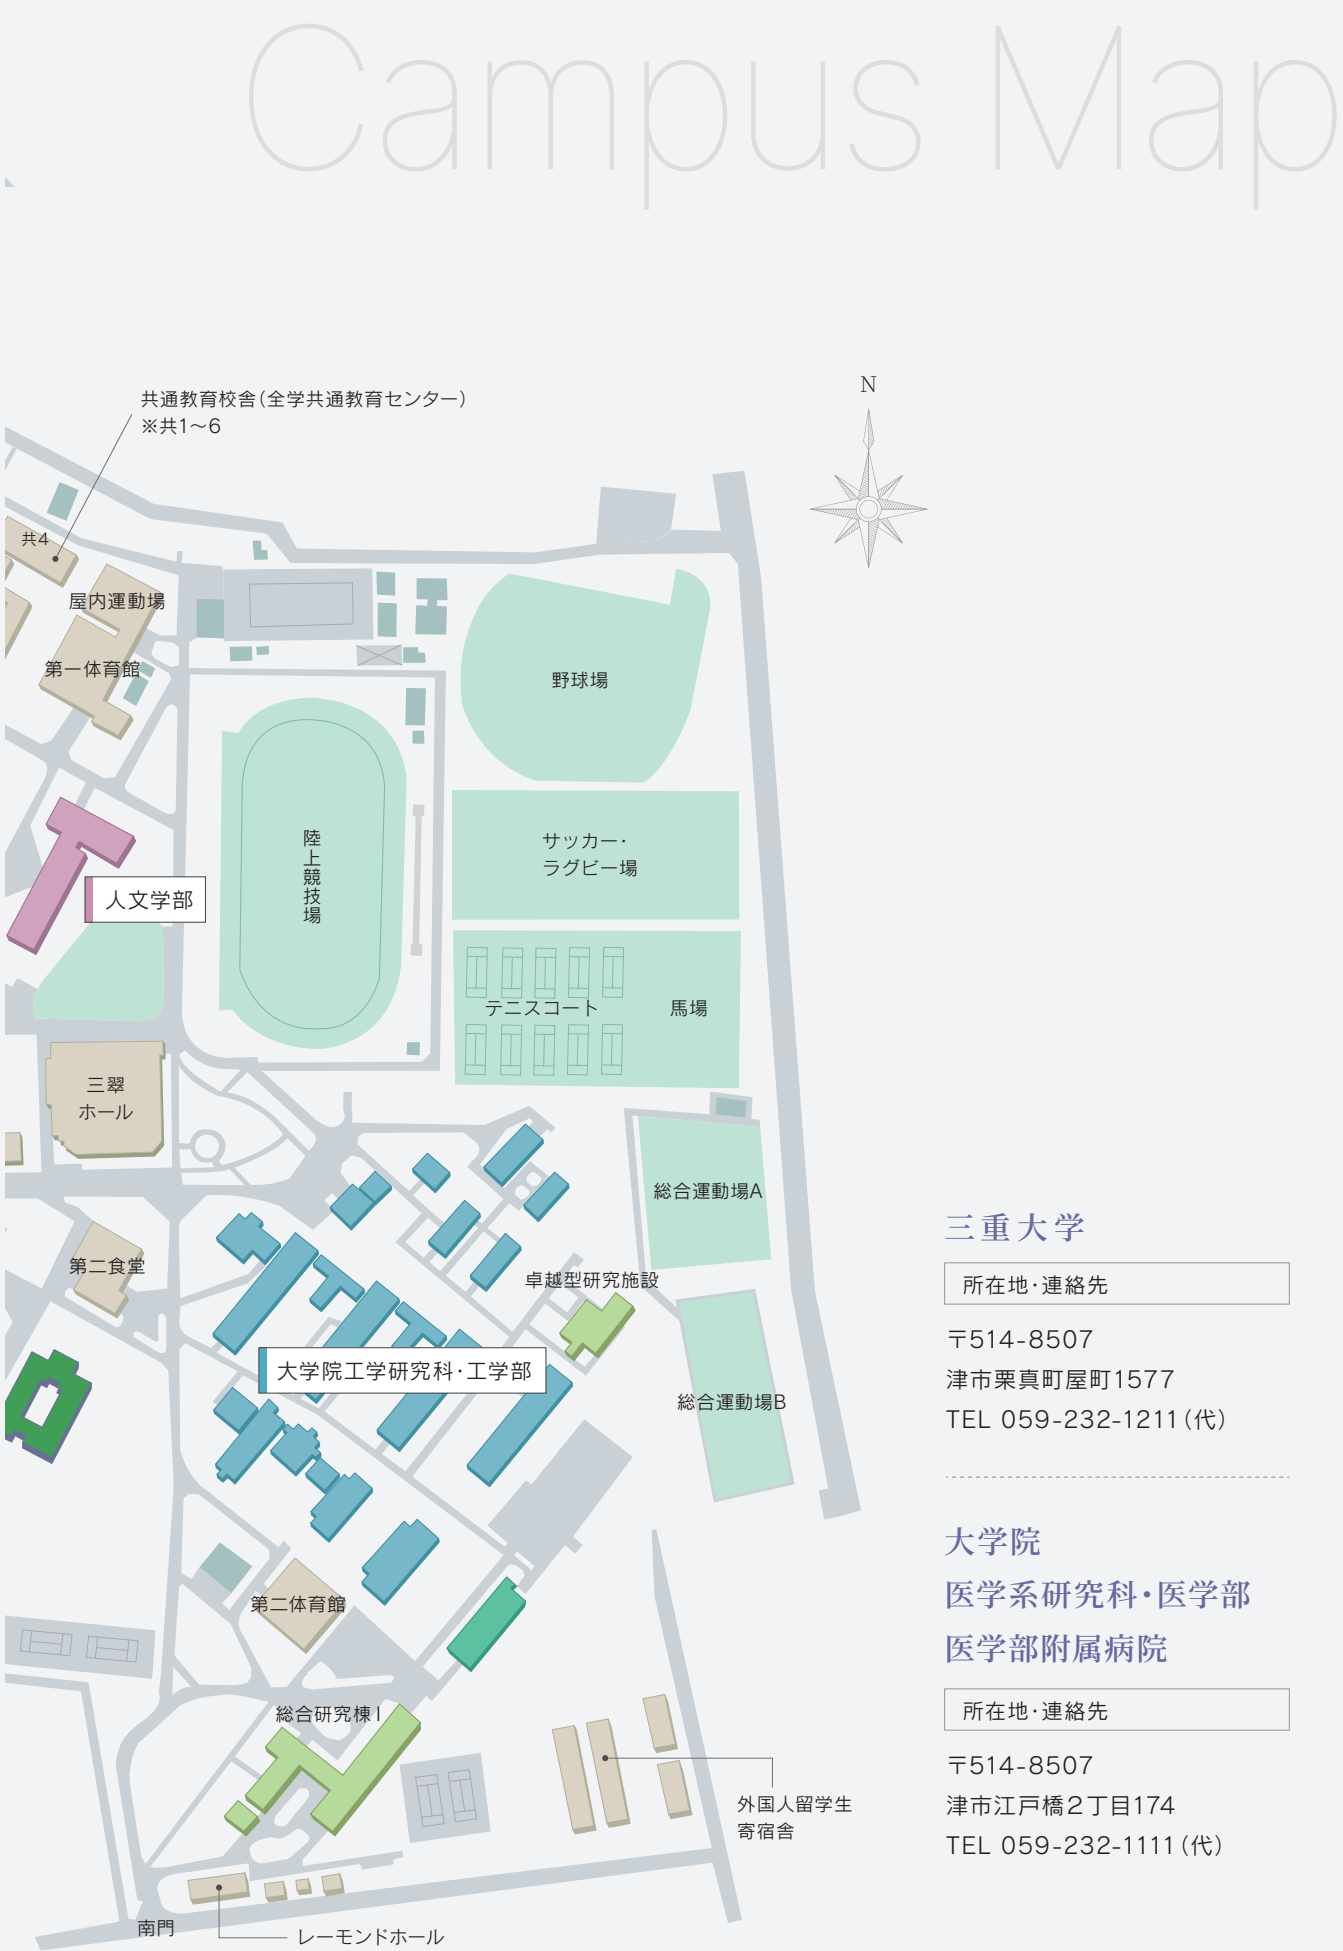 Campus Map
共通教育校舎（全学共通教育センター）
※共1～6
N
共4
屋内運動場
第一体育館
野球場
陸上競技場
サッカー・
ラグビー場
人文学部
テニスコート
馬場
三翠
ホール
総合運動場A
第二食堂
卓越型研究施設
大学院工学研究科・工学部
総合運動場B
第二体育館
総合研究棟Ⅰ
外国人留学生
寄宿舎
南門
レーモンドホール
三重大学
所在地・連絡先
〒514-8507
津市栗真町屋町1577
TEL 059-232-1211（代）
大学院
医学系研究科・医学部
医学部附属病院
所在地・連絡先
〒514-8507
津市江戸橋2丁目174
TEL 059-232-1111（代）